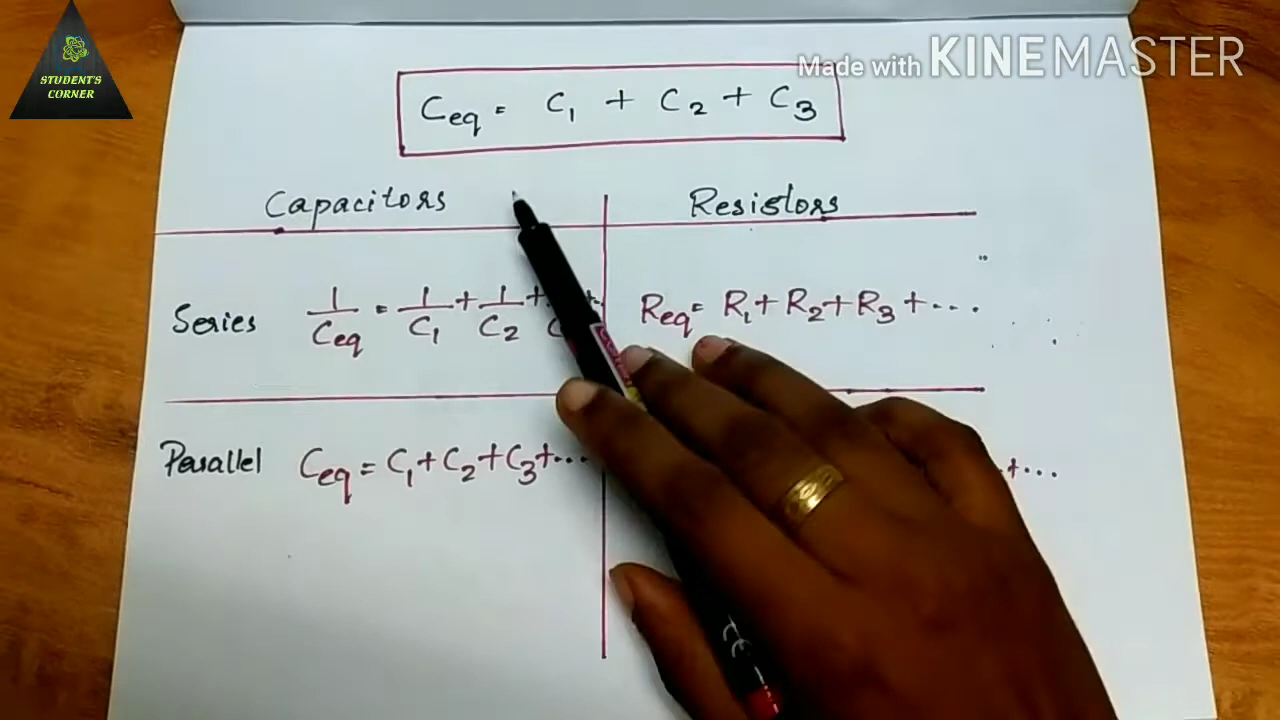 STUDENT'S
CORNER
Made with KINEMASTER
Ceq = C1 + C2 + C3
Capacitors Resistors
Series 1/Ceq = 1/C1 + 1/C2 + Req = R1 + R2 + R3 + ...
Parallel Ceq = C1 + C2 + C3 + ... + ...